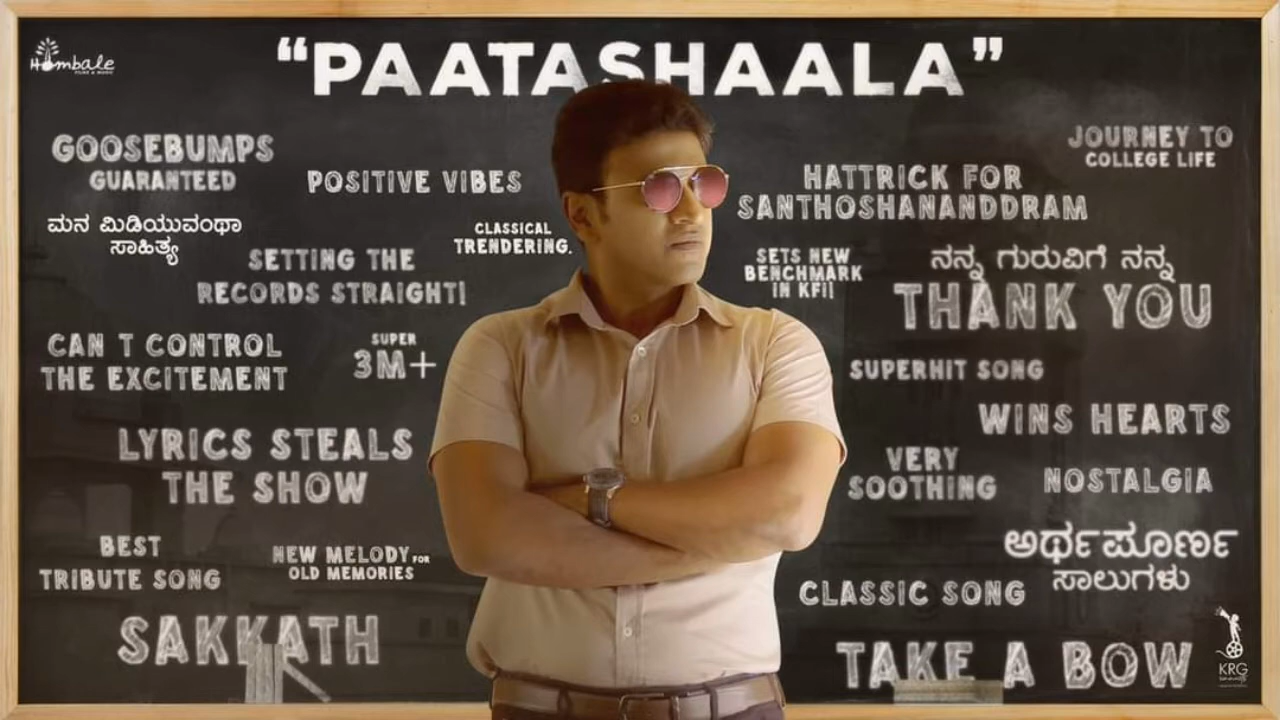 Hombale
FILMS & MUSIC
“PAATASHAALA”
GOOSEBUMPS
GUARANTEED
POSITIVE VIBES
ಮನ ಮಿಡಿಯುವಂಥಾ
ಸಾಹಿತ್ಯ
CLASSICAL
TRENDERING.
SETTING THE
RECORDS STRAIGHT!
CAN T CONTROL
THE EXCITEMENT
SUPER
3M+
LYRICS STEALS
THE SHOW
BEST
TRIBUTE SONG
NEW MELODY FOR
OLD MEMORIES
SAKKATH
JOURNEY TO
COLLEGE LIFE
HATTRICK FOR
SANTHOSHANANDDRAM
SETS NEW
BENCHMARK
IN KFI!
ನನ್ನ ಗುರುವಿಗೆ ನನ್ನ
THANK YOU
SUPERHIT SONG
WINS HEARTS
VERY
SOOTHING
NOSTALGIA
ಅರ್ಥಪೂರ್ಣ
ಸಾಲುಗಳು
CLASSIC SONG
TAKE A BOW
KRG